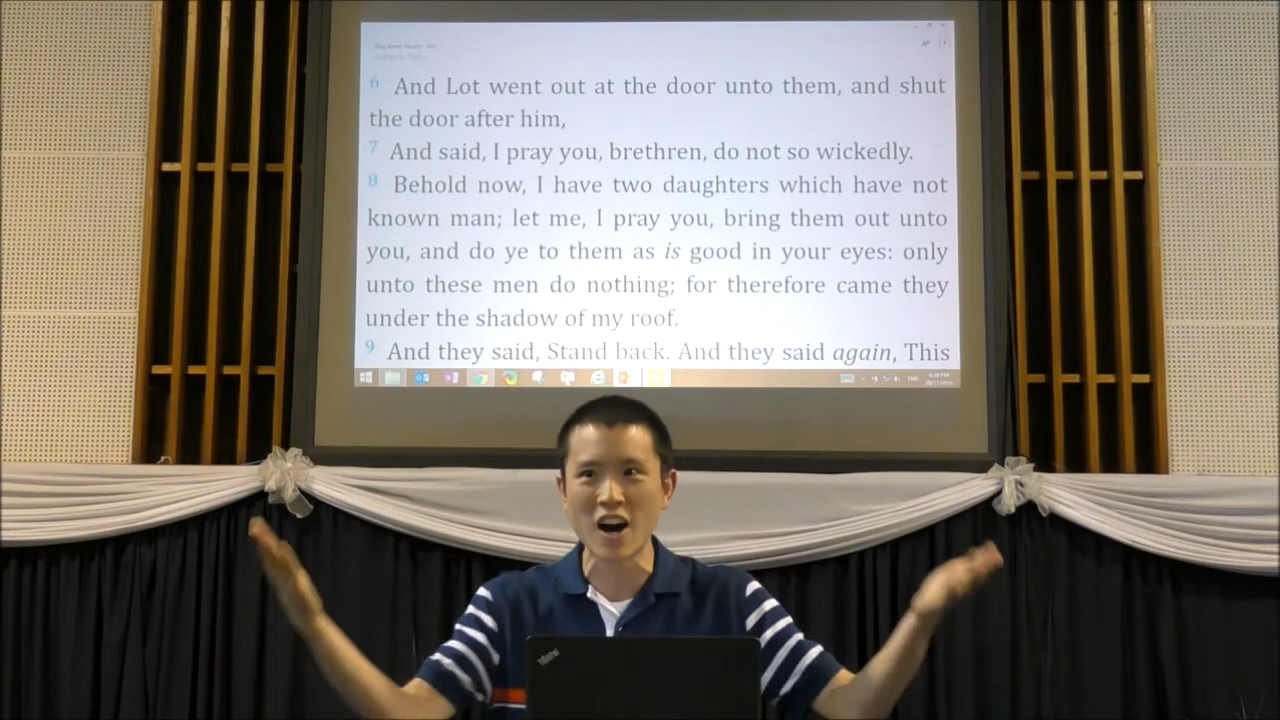 6 And Lot went out at the door unto them, and shut
the door after him,
7 And said, I pray you, brethren, do not so wickedly.
8 Behold now, I have two daughters which have not
known man; let me, I pray you, bring them out unto
you, and do ye to them as is good in your eyes: only
unto these men do nothing; for therefore came they
under the shadow of my roof.
9 And they said, Stand back. And they said again, This
ENG
ThinkPad